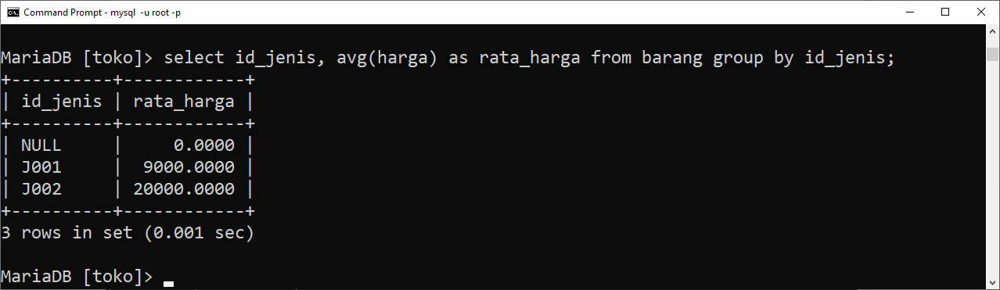 Command Prompt - mysql -u root -p
MariaDB [toko]> select id_jenis, avg(harga) as rata_harga from barang group by id_jenis;
+----------+------------+
| id_jenis | rata_harga |
+----------+------------+
| NULL     |     0.0000 |
| J001     |  9000.0000 |
| J002     | 20000.0000 |
+----------+------------+
3 rows in set (0.001 sec)
MariaDB [toko]>